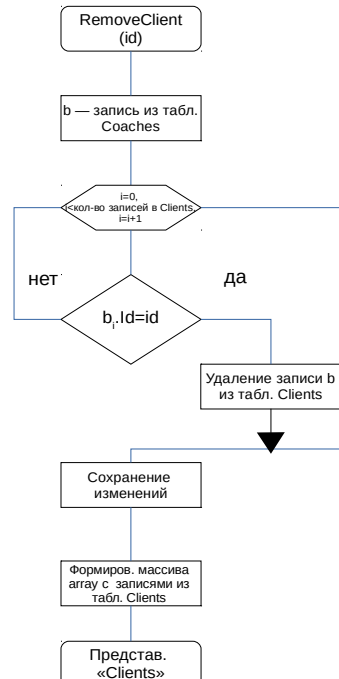 RemoveClient
(id)
b — запись из табл.
Coaches
i=0,
i<кол-во записей в Clients,
i=i+1
нет
да
bᵢ.Id=id
Удаление записи b
из табл. Clients
Сохранение
изменений
Формиров. массива
array с записями из
табл. Clients
Представ.
«Clients»